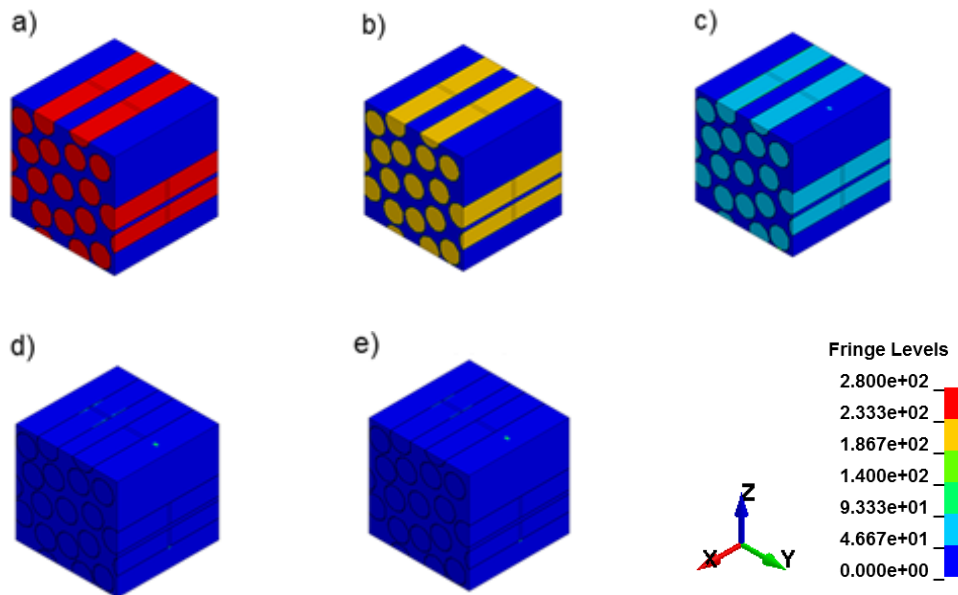 a)
b)
c)
d)
e)
Fringe Levels
2.800e+02
2.333e+02
1.867e+02
1.400e+02
9.333e+01
4.667e+01
0.000e+00
Z
X
Y